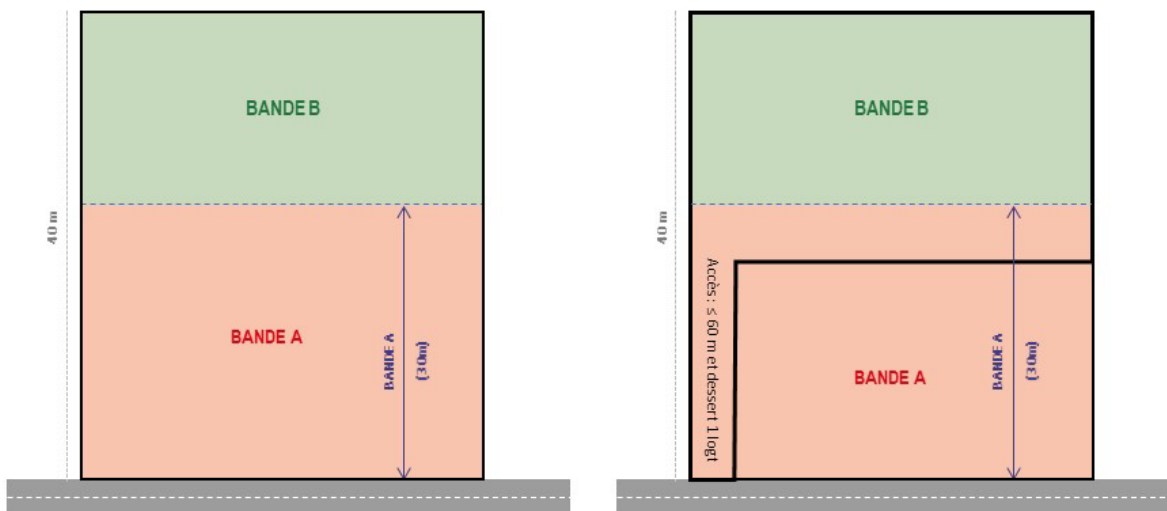 BANDE B
40 m
BANDE A
BANDE A
(30m)
BANDE B
40 m
Accès : ≤ 60 m et dessert 1 logt
BANDE A
BANDE A
(30m)